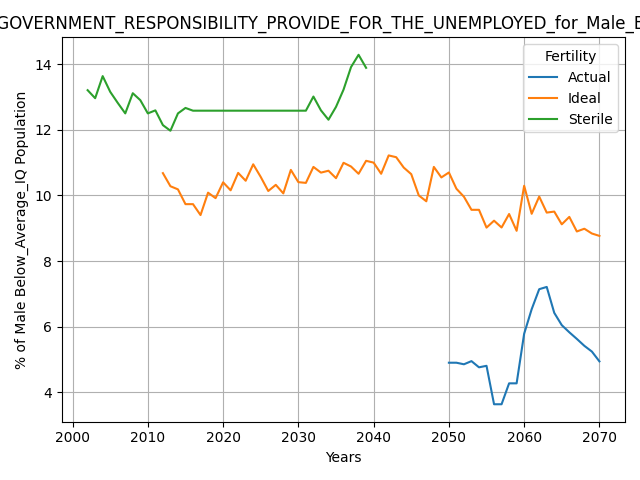 GOVERNMENT_RESPONSIBILITY_PROVIDE_FOR_THE_UNEMPLOYED_for_Male_
% of Male Below_Average_IQ Population
14
12
10
8
6
4
Fertility
Actual
Ideal
Sterile
2000 2010 2020 2030 2040 2050 2060 2070
Years